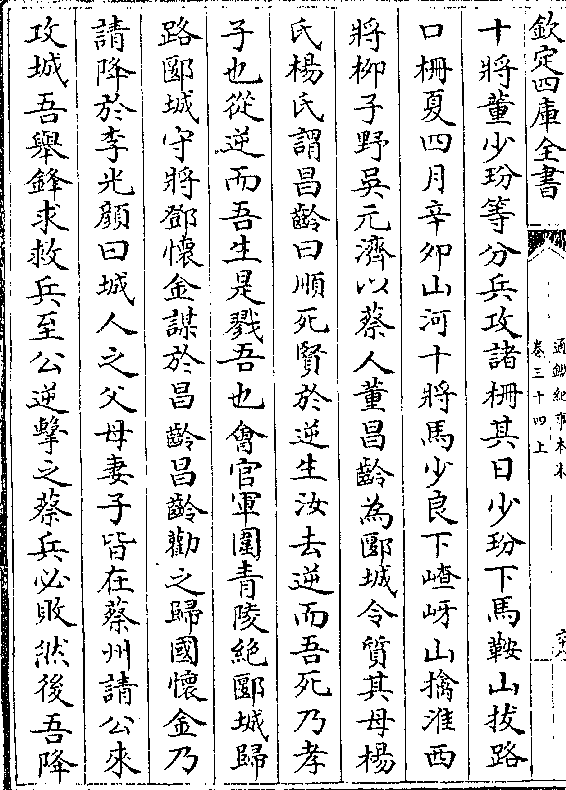 欽定四庫全書
通鑑紀事本末
卷三十四上
十將董少玢等分兵攻諸柵其日少玢下馬鞍山拔路
口柵夏四月辛卯山河十將馬少良下嵖岈山擒淮西
將柳子野吳元濟以蔡人董昌齡為郾城令質其母楊
氏楊氏謂昌齡曰順死賢於逆生汝去逆而吾死乃孝
子也從逆而吾生是戮吾也㑹官軍圍青陵絶郾城歸
路郾城守將鄧懷金謀於昌齡昌齡勸之歸國懷金乃
請降於李光顔曰城人之父母妻子皆在蔡州請公來
攻城吾舉鋒求救兵至公逆擊之蔡兵必敗然後吾降